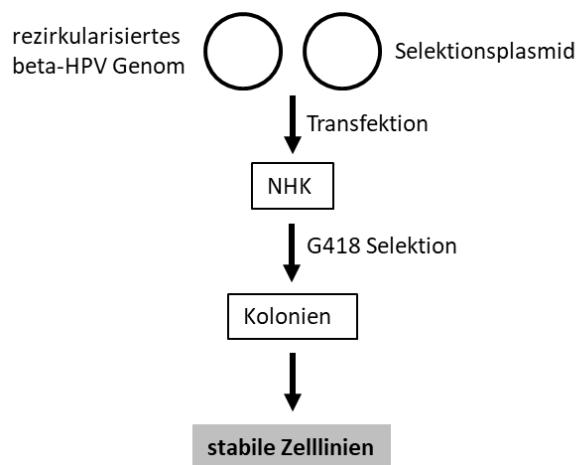 rezirkularisiertes
beta-HPV Genom
Selektionsplasmid
Transfektion
NHK
G418 Selektion
Kolonien
stabile Zelllinien